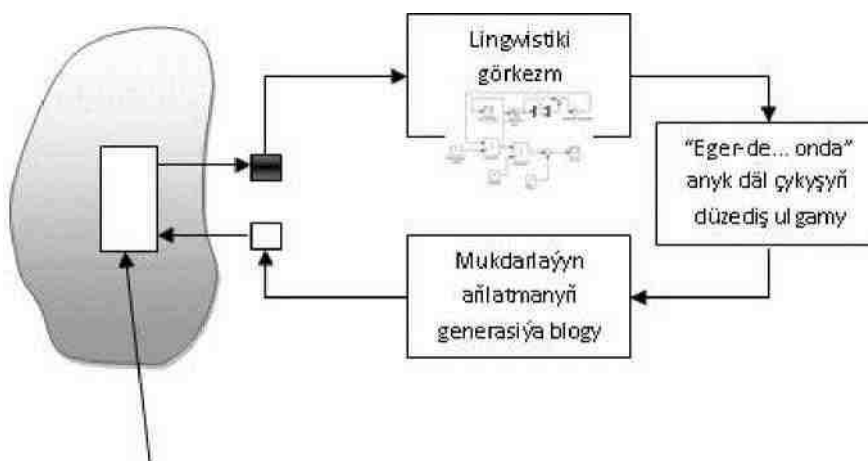 Lingwistiki
görkezm
“Eger-de... onda”
anyk däl çykyşyň
düzediş ulgamy
Mukdarlaýyn
aňlatmanyň
generasiýa blogy